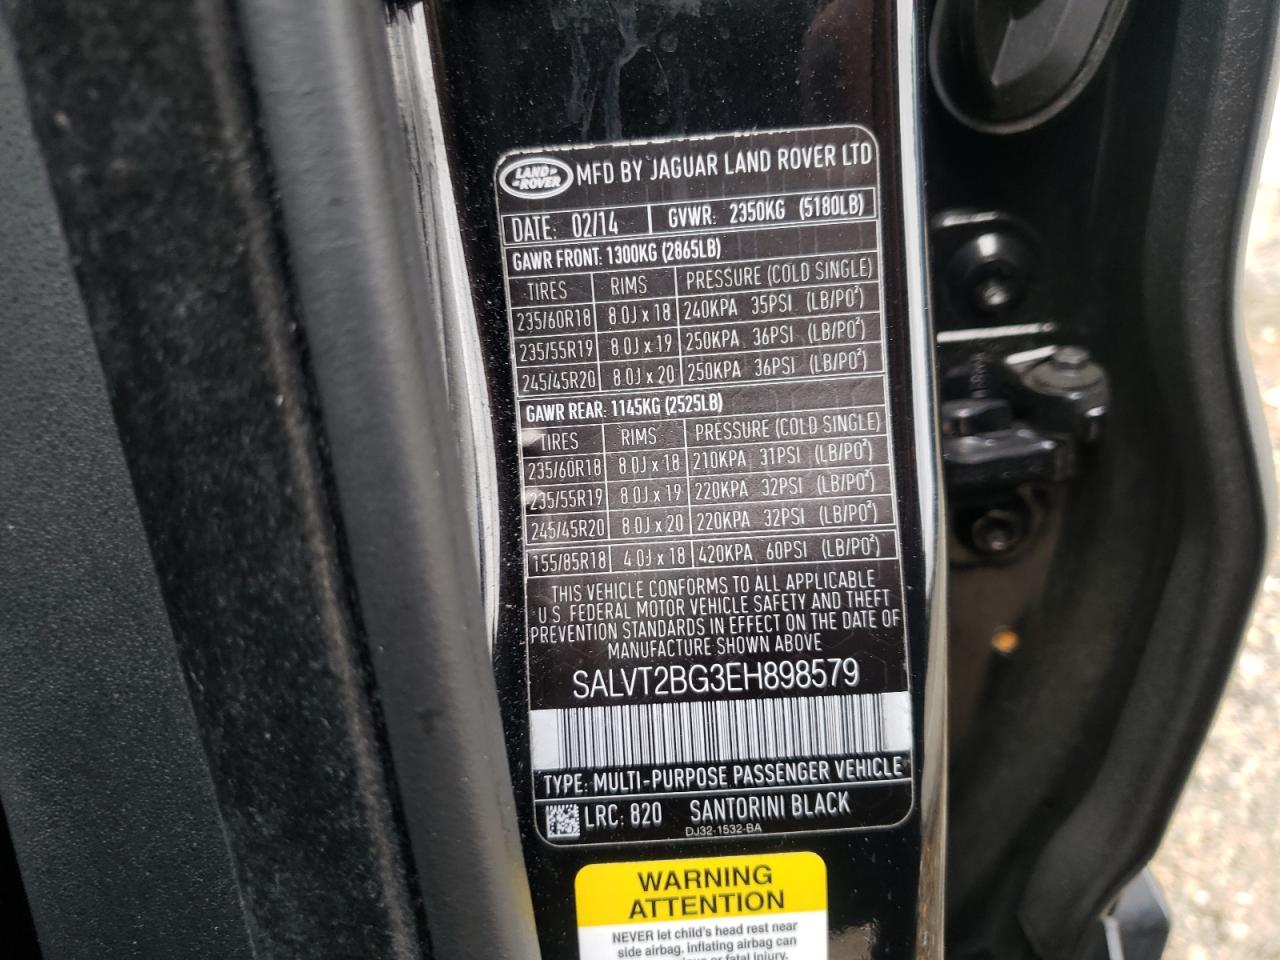 LAND ROVER MFD BY JAGUAR LAND ROVER LTD
DATE: 02/14 GVWR: 2350KG (5180LB)
GAWR FRONT: 1300KG (2865LB)
TIRES RIMS PRESSURE (COLD SINGLE)
235/60R18 8.0J x 18 240KPA 35PSI (LB/PO²)
235/55R19 8.0J x 19 250KPA 36PSI (LB/PO²)
245/45R20 8.0J x 20 250KPA 36PSI (LB/PO²)
GAWR REAR: 1145KG (2525LB)
TIRES RIMS PRESSURE (COLD SINGLE)
235/60R18 8.0J x 18 210KPA 31PSI (LB/PO²)
235/55R19 8.0J x 19 220KPA 32PSI (LB/PO²)
245/45R20 8.0J x 20 220KPA 32PSI (LB/PO²)
155/85R18 4.0J x 18 420KPA 60PSI (LB/PO²)
THIS VEHICLE CONFORMS TO ALL APPLICABLE
U.S. FEDERAL MOTOR VEHICLE SAFETY AND THEFT
PREVENTION STANDARDS IN EFFECT ON THE DATE OF
MANUFACTURE SHOWN ABOVE
SALVT2BG3EH898579
TYPE: MULTI-PURPOSE PASSENGER VEHICLE
LRC: 820 SANTORINI BLACK
DJ32-1532-BA
WARNING
ATTENTION
NEVER let child's head rest near
side airbag. inflating airbag can
or fatal injury.